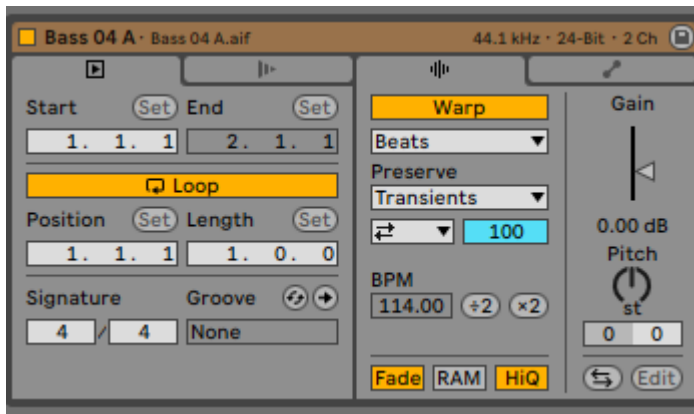 Bass 04 A · Bass 04 A.aif 44.1 kHz · 24-Bit · 2 Ch
Start Set End Set
1. 1. 1 2. 1. 1
Loop
Position Set Length Set
1. 1. 1 1. 0. 0
Signature Groove
4 / 4 None
Warp
Beats
Preserve
Transients
100
BPM
114.00 ÷2 ×2
Fade RAM HiQ
Gain
0.00 dB
Pitch
st
0 0
Edit